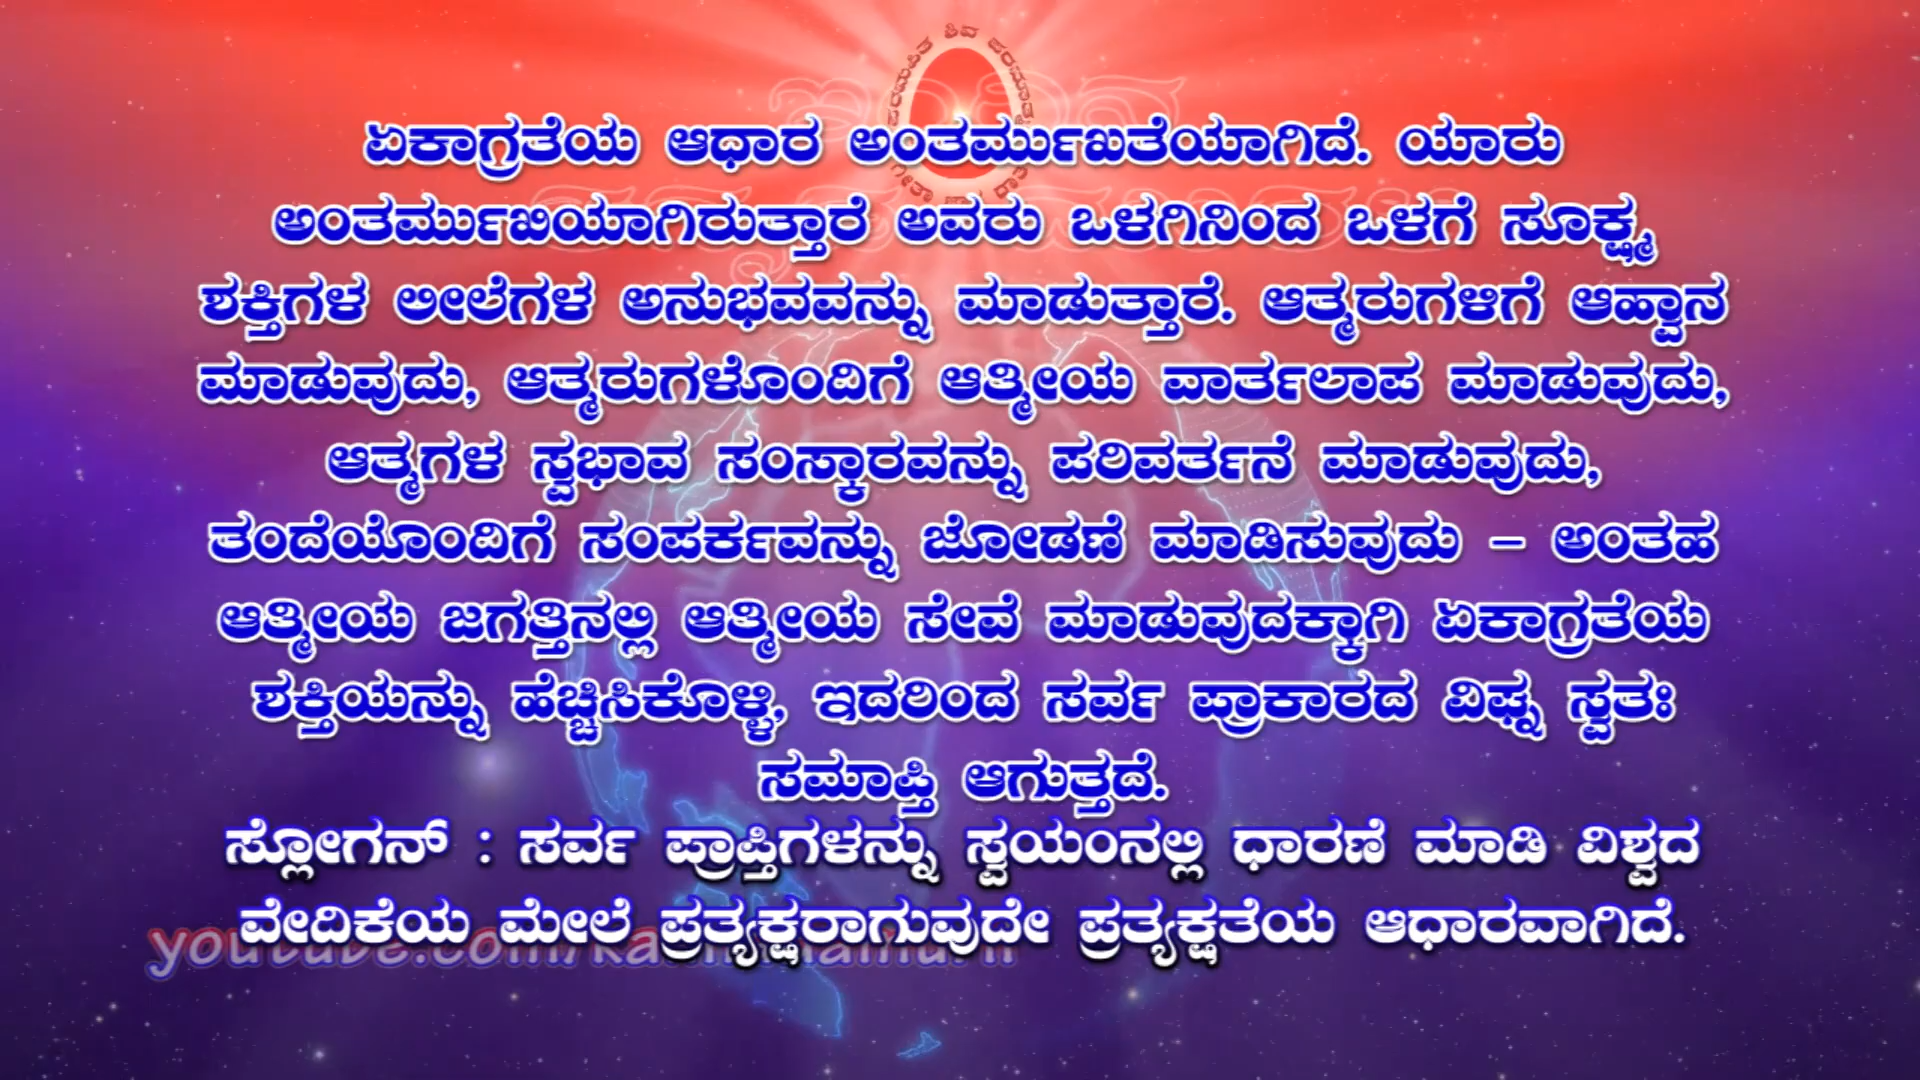 ಏಕಾಗ್ರತೆಯ ಆಧಾರ ಅಂತರ್ಮುಖತೆಯಾಗಿದೆ. ಯಾರು
ಅಂತರ್ಮುಖಿಯಾಗಿರುತ್ತಾರೆ ಅವರು ಒಳಗಿನಿಂದ ಒಳಗೆ ಸೂಕ್ಷ್ಮ
ಶಕ್ತಿಗಳ ಲೀಲೆಗಳ ಅನುಭವವನ್ನು ಮಾಡುತ್ತಾರೆ. ಆತ್ಮರುಗಳಿಗೆ ಆಹ್ವಾನ
ಮಾಡುವುದು, ಆತ್ಮರುಗಳೊಂದಿಗೆ ಆತ್ಮೀಯ ವಾರ್ತಲಾಪ ಮಾಡುವುದು,
ಆತ್ಮಗಳ ಸ್ವಭಾವ ಸಂಸ್ಕಾರವನ್ನು ಪರಿವರ್ತನೆ ಮಾಡುವುದು,
ತಂದೆಯೊಂದಿಗೆ ಸಂಪರ್ಕವನ್ನು ಜೋಡಣೆ ಮಾಡಿಸುವುದು – ಅಂತಹ
ಆತ್ಮೀಯ ಜಗತ್ತಿನಲ್ಲಿ ಆತ್ಮೀಯ ಸೇವೆ ಮಾಡುವುದಕ್ಕಾಗಿ ಏಕಾಗ್ರತೆಯ
ಶಕ್ತಿಯನ್ನು ಹೆಚ್ಚಿಸಿಕೊಳ್ಳಿ, ಇದರಿಂದ ಸರ್ವ ಪ್ರಾಕಾರದ ವಿಘ್ನ ಸ್ವತಃ
ಸಮಾಪ್ತಿ ಆಗುತ್ತದೆ.
ಸ್ಲೋಗನ್ : ಸರ್ವ ಪ್ರಾಪ್ತಿಗಳನ್ನು ಸ್ವಯಂನಲ್ಲಿ ಧಾರಣೆ ಮಾಡಿ ವಿಶ್ವದ
ವೇದಿಕೆಯ ಮೇಲೆ ಪ್ರತ್ಯಕ್ಷರಾಗುವುದೇ ಪ್ರತ್ಯಕ್ಷತೆಯ ಆಧಾರವಾಗಿದೆ.